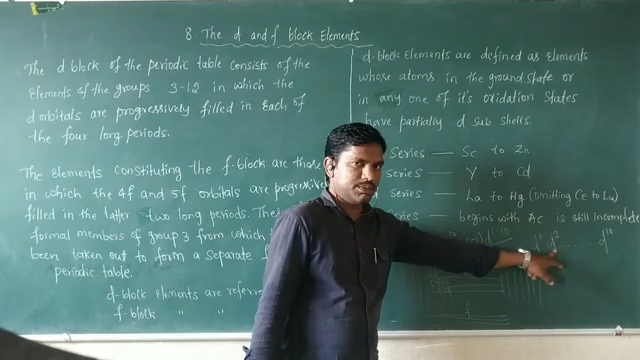 8. The d and f block Elements
The d block of the periodic table consists of the
Elements of the groups 3-12 in which the
d orbitals are progressively filled in each of
the four long periods.
The elements constituting the f-block are those
in which the 4f and 5f orbitals are progressive
filled in the latter two long periods. These
formal members of group 3 from which
been taken out to form a separate f
periodic table.
d-block Elements are referred
f-block " "
d-block Elements are defined as Elements
whose atoms in the ground state or
in any one of it's oxidation states
have partially d sub shells.
Series — Sc to Zn
Series — Y to Cd
Series — La to Hg (omitting Ce to Lu)
Series — begins with Ac is still incomplete
d1 d2 ...... d10
f